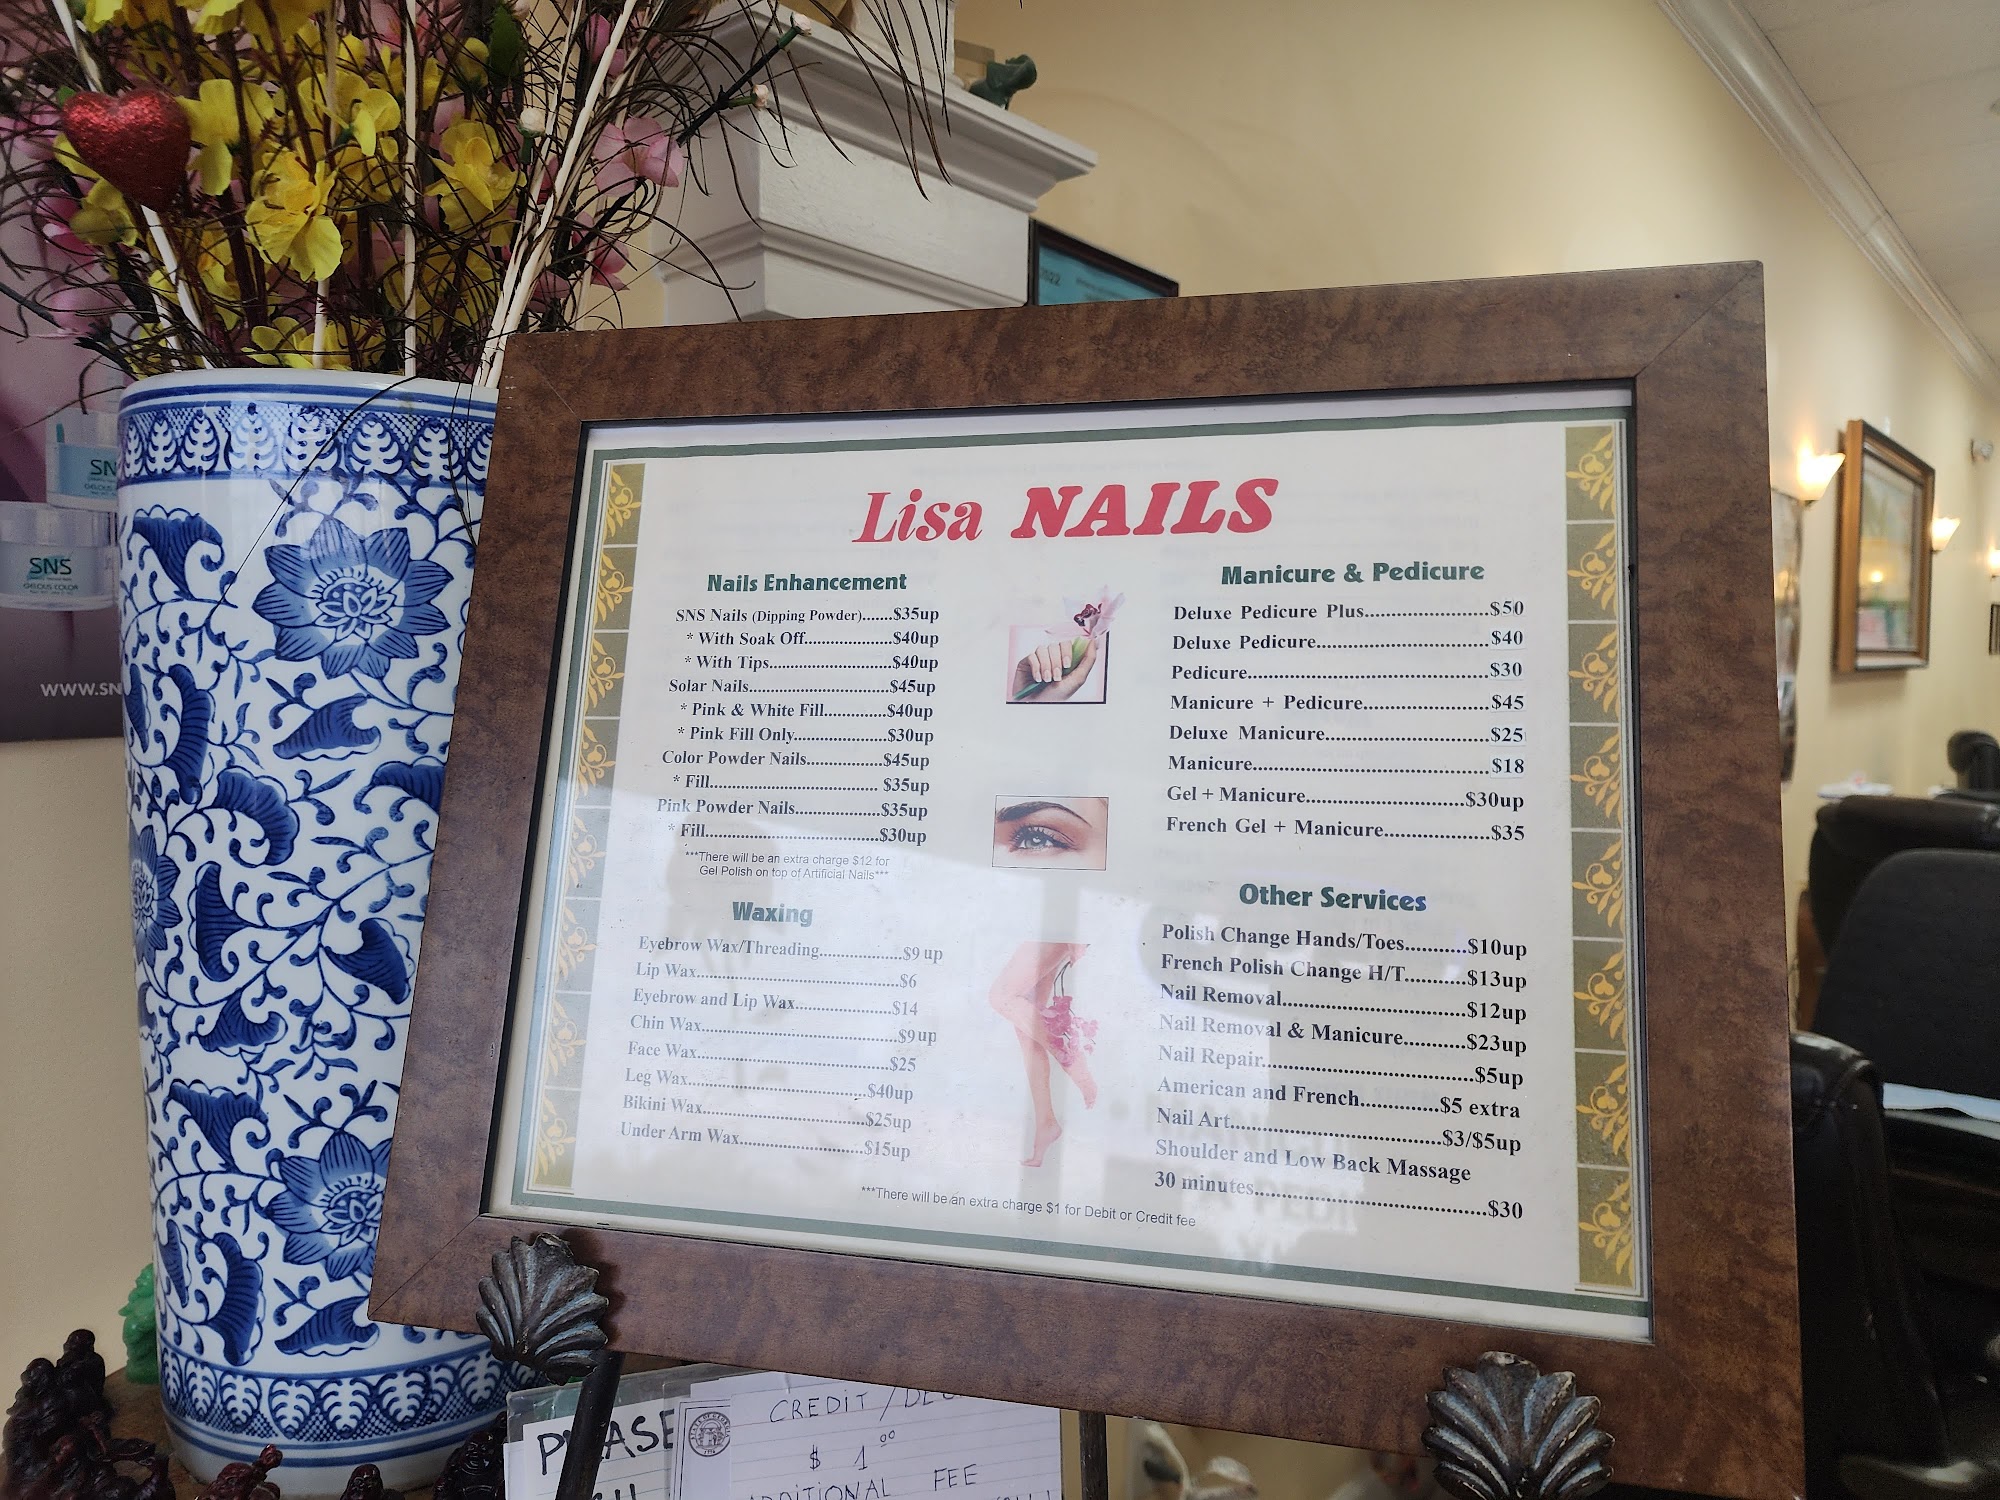 Lisa NAILS
Nails Enhancement
SNS Nails (Dipping Powder).......$35up
* With Soak Off....................$40up
* With Tips............................$40up
Solar Nails................................$45up
* Pink & White Fill..............$40up
* Pink Fill Only.....................$30up
Color Powder Nails.................$45up
* Fill...................................... $35up
Pink Powder Nails...................$35up
* Fill.......................................$30up
***There will be an extra charge $12 for
Gel Polish on top of Artificial Nails***
Waxing
Eyebrow Wax/Threading...................$9 up
Lip Wax..............................................$6
Eyebrow and Lip Wax......................$14
Chin Wax............................................$9up
Face Wax...........................................$25
Leg Wax.........................................$40up
Bikini Wax.....................................$25up
Under Arm Wax............................$15up
Manicure & Pedicure
Deluxe Pedicure Plus.........................$50
Deluxe Pedicure...................................$40
Pedicure.................................................$30
Manicure + Pedicure.........................$45
Deluxe Manicure.................................$25
Manicure................................................$18
Gel + Manicure................................$30up
French Gel + Manicure.....................$35
Other Services
Polish Change Hands/Toes...........$10up
French Polish Change H/T...........$13up
Nail Removal.................................$12up
Nail Removal & Manicure...........$23up
Nail Repair.....................................$5up
American and French..............$5 extra
Nail Art......................................$3/$5up
Shoulder and Low Back Massage
30 minutes..........................................$30
***There will be an extra charge $1 for Debit or Credit fee
SNS
GELOUS COLOR
WWW.SN
2022
CREDIT /
$ 1 00
ADDITIONAL FEE